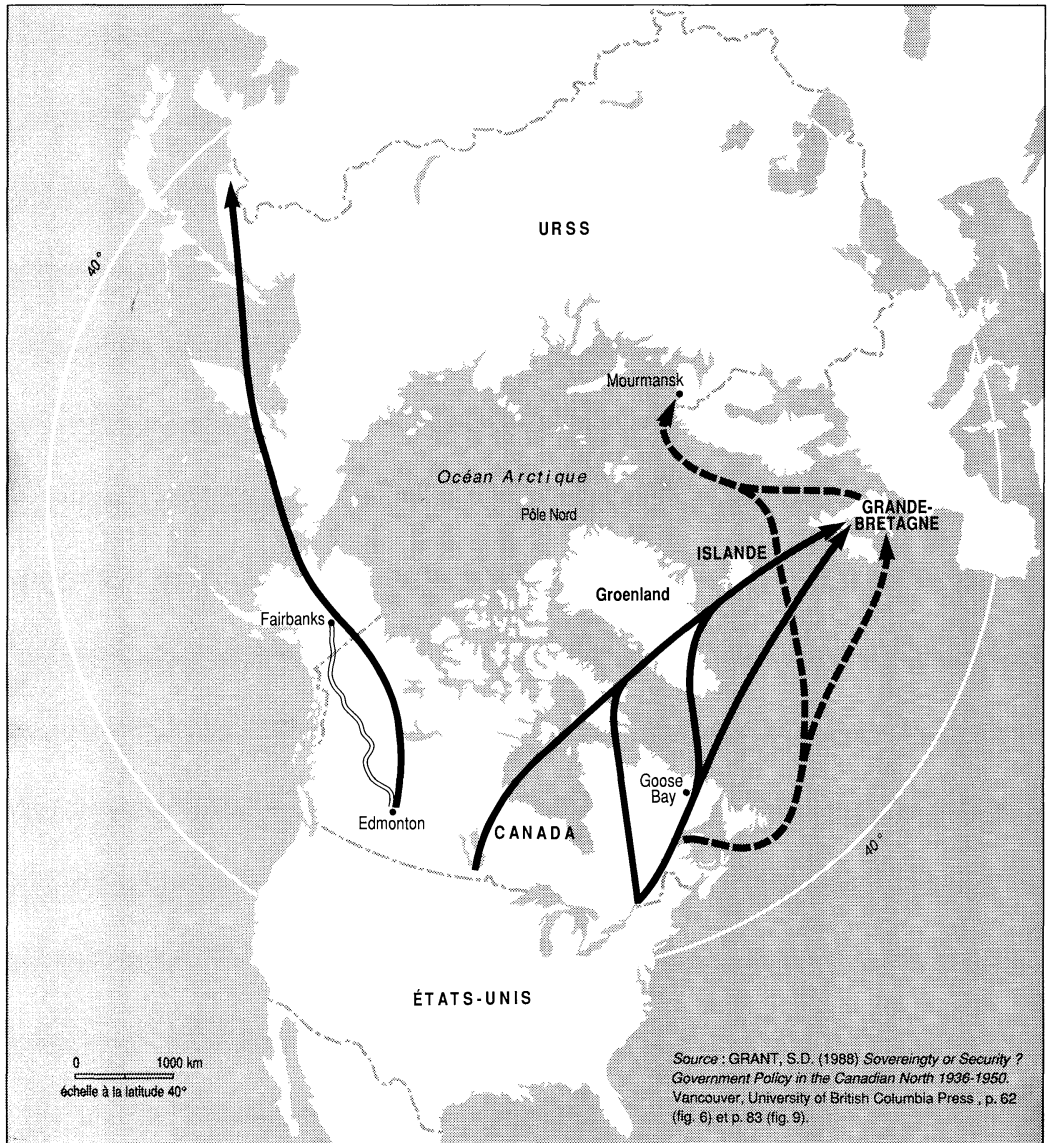 URSS
40°
Mourmansk
Océan Arctique
Pôle Nord
GRANDE-
BRETAGNE
ISLANDE
Groenland
Fairbanks
Goose
Bay
Edmonton
CANADA
40°
ÉTATS-UNIS
0 1000 km
échelle à la latitude 40°
Source : GRANT, S.D. (1988) Sovereingty or Security ?
Government Policy in the Canadian North 1936-1950.
Vancouver, University of British Columbia Press , p. 62
(fig. 6) et p. 83 (fig. 9).